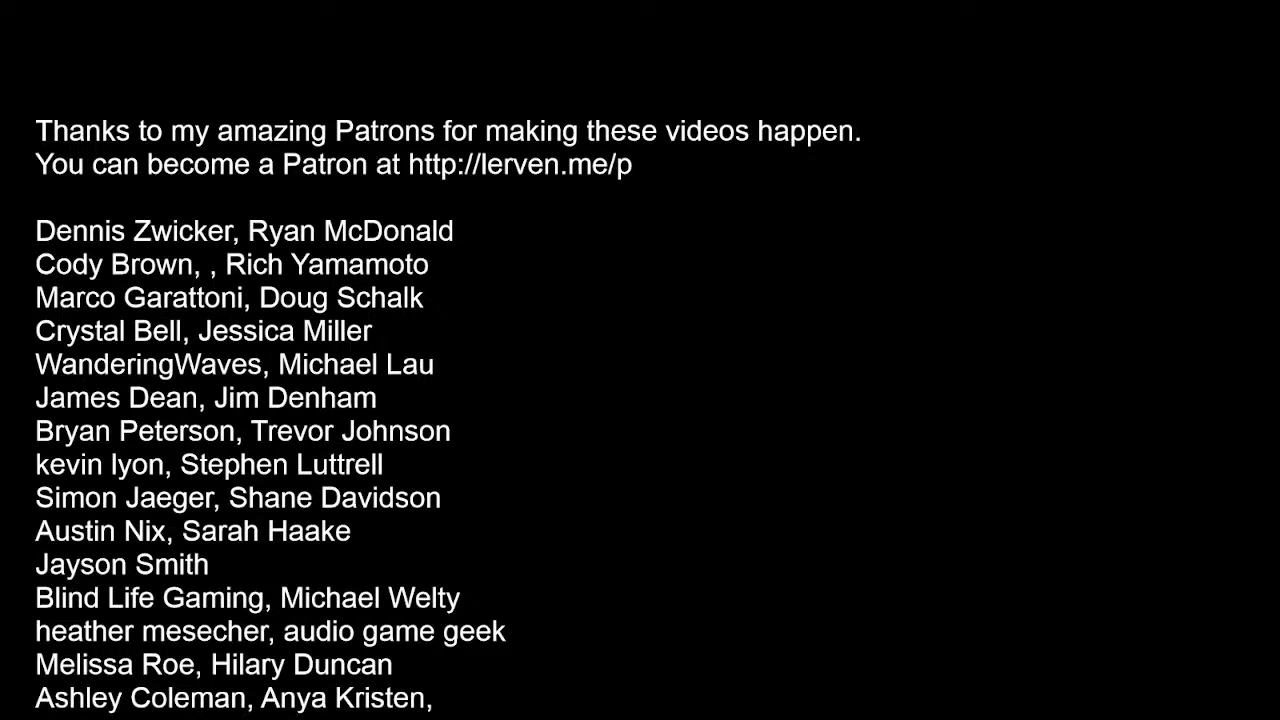 Thanks to my amazing Patrons for making these videos happen.
You can become a Patron at http://lerven.me/p
Dennis Zwicker, Ryan McDonald
Cody Brown, , Rich Yamamoto
Marco Garattoni, Doug Schalk
Crystal Bell, Jessica Miller
WanderingWaves, Michael Lau
James Dean, Jim Denham
Bryan Peterson, Trevor Johnson
kevin lyon, Stephen Luttrell
Simon Jaeger, Shane Davidson
Austin Nix, Sarah Haake
Jayson Smith
Blind Life Gaming, Michael Welty
heather mesecher, audio game geek
Melissa Roe, Hilary Duncan
Ashley Coleman, Anya Kristen,